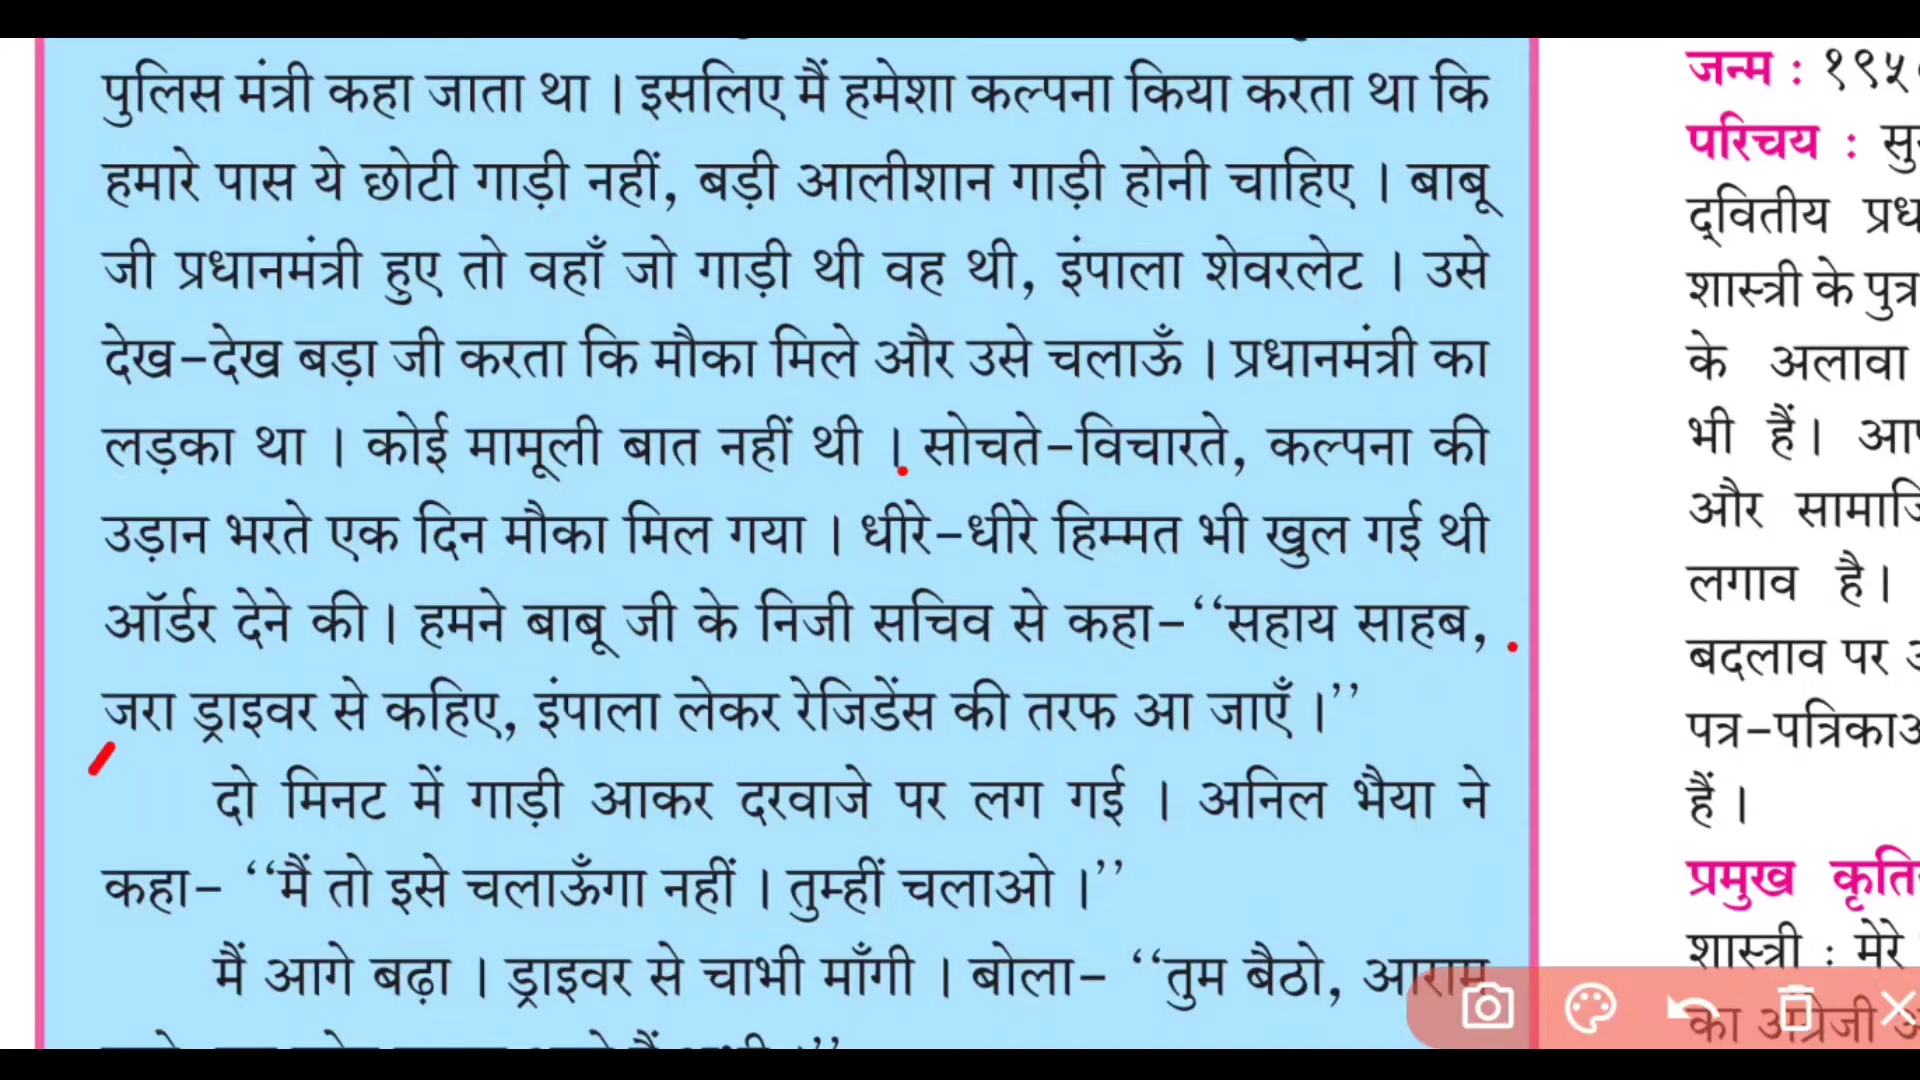 पुलिस मंत्री कहा जाता था । इसलिए मैं हमेशा कल्पना किया करता था कि
हमारे पास ये छोटी गाड़ी नहीं, बड़ी आलीशान गाड़ी होनी चाहिए । बाबू
जी प्रधानमंत्री हुए तो वहाँ जो गाड़ी थी वह थी, इंपाला शेवरलेट । उसे
देख-देख बड़ा जी करता कि मौका मिले और उसे चलाऊँ । प्रधानमंत्री का
लड़का था । कोई मामूली बात नहीं थी । सोचते-विचारते, कल्पना की
उड़ान भरते एक दिन मौका मिल गया । धीरे-धीरे हिम्मत भी खुल गई थी
ऑर्डर देने की । हमने बाबू जी के निजी सचिव से कहा-‘‘सहाय साहब,
जरा ड्राइवर से कहिए, इंपाला लेकर रेजिडेंस की तरफ आ जाएँ ।’’
दो मिनट में गाड़ी आकर दरवाजे पर लग गई । अनिल भैया ने
कहा- ‘‘मैं तो इसे चलाऊँगा नहीं । तुम्हीं चलाओ ।’’
मैं आगे बढ़ा । ड्राइवर से चाभी माँगी । बोला- ‘‘तुम बैठो, आराम
जन्म : १९५
परिचय :
द्‌वितीय
शास्त्री के पुत्र
के अलावा
भी हैं ।
और
लगाव है ।
बदलाव पर
हैं ।
प्रमुख
शास्त्री : मेरे
का अंग्रेजी